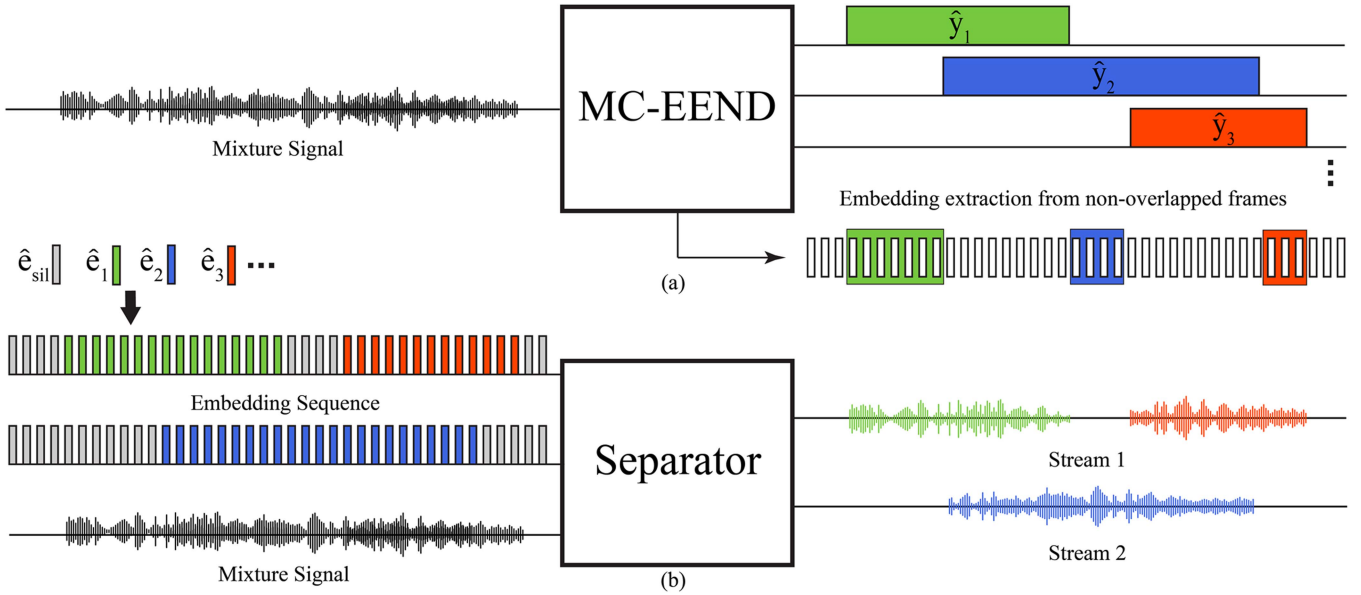 ŷ₁
ŷ₂
MC-EEND
ŷ₃
Mixture Signal
Embedding extraction from non-overlapped frames
ê_sil ê₁ ê₂ ê₃ ...
(a)
Embedding Sequence
Separator
Stream 1
Stream 2
Mixture Signal
(b)